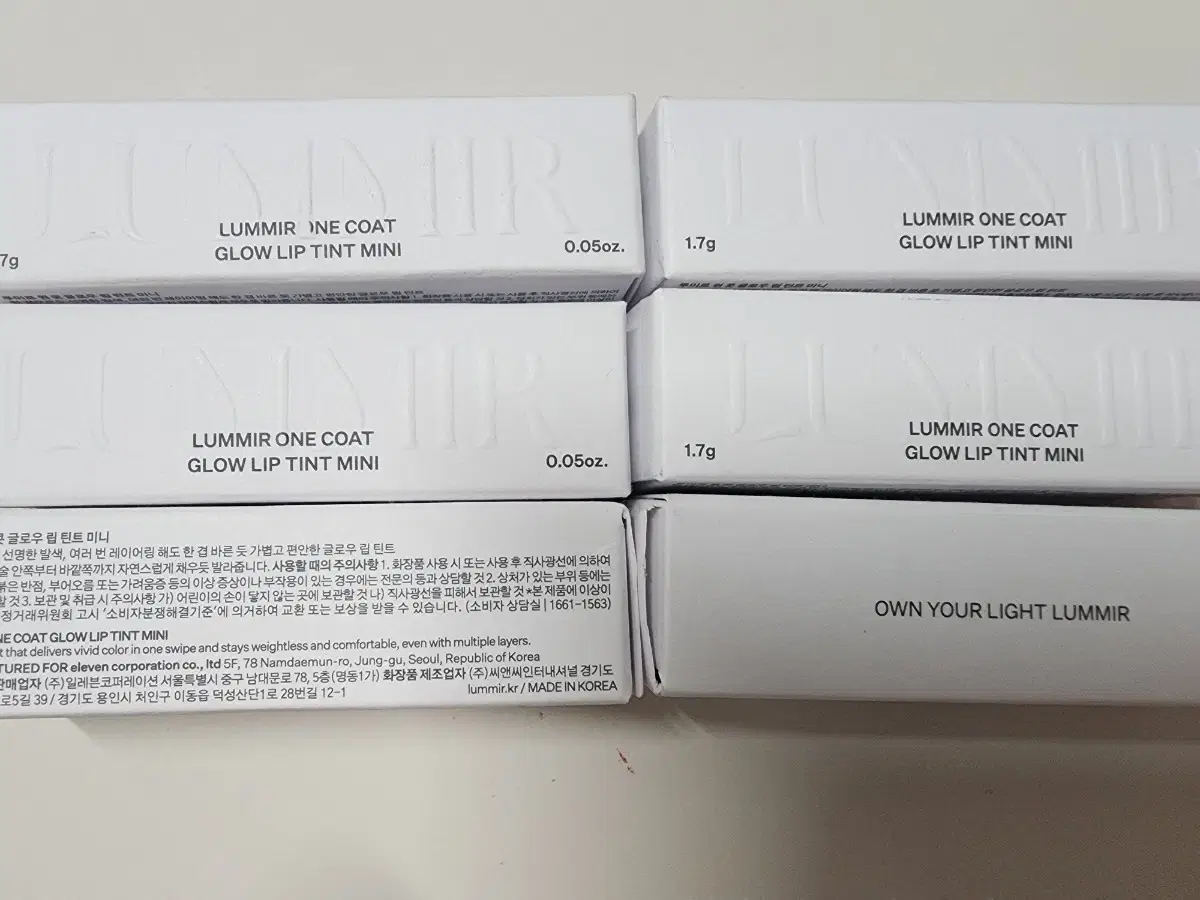 LUMMIR
LUMMIR ONE COAT
GLOW LIP TINT MINI
7g
0.05oz.
LUMMIR ONE COAT
GLOW LIP TINT MINI
1.7g
LUMMIR
LUMMIR ONE COAT
GLOW LIP TINT MINI
0.05oz.
LUMMIR ONE COAT
GLOW LIP TINT MINI
1.7g
글로우 립 틴트 미니
선명한 발색, 여러 번 레이어링 해도 한 겹 바른 듯 가볍고 편안한 글로우 립 틴트
안쪽부터 바깥쪽까지 자연스럽게 채우듯 발라줍니다. 사용할 때의 주의사항 1. 화장품 사용 시 또는 사용 후 직사광선에 의하여
붉은 반점, 부어오름 또는 가려움증 등의 이상 증상이나 부작용이 있는 경우에는 전문의 등과 상담할 것 2. 상처가 있는 부위 등에는
할 것 3. 보관 및 취급 시 주의사항 가) 어린이의 손이 닿지 않는 곳에 보관할 것 나) 직사광선을 피해서 보관할 것 *본 제품에 이상이
정거래위원회 고시 '소비자분쟁해결기준'에 의거하여 교환 또는 보상을 받을 수 있습니다. (소비자 상담실 | 1661-1563)
NE COAT GLOW LIP TINT MINI
t that delivers vivid color in one swipe and stays weightless and comfortable, even with multiple layers.
TURED FOR eleven corporation co., ltd 5F, 78 Namdaemun-ro, Jung-gu, Seoul, Republic of Korea
판매업자 (주)일레븐코퍼레이션 서울특별시 중구 남대문로 78, 5층 (명동1가) 화장품 제조업자 (주)씨앤씨인터내셔널 경기도
로5길 39 / 경기도 용인시 처인구 이동읍 덕성산단1로 28번길 12-1
lummir.kr / MADE IN KOREA
OWN YOUR LIGHT LUMMIR